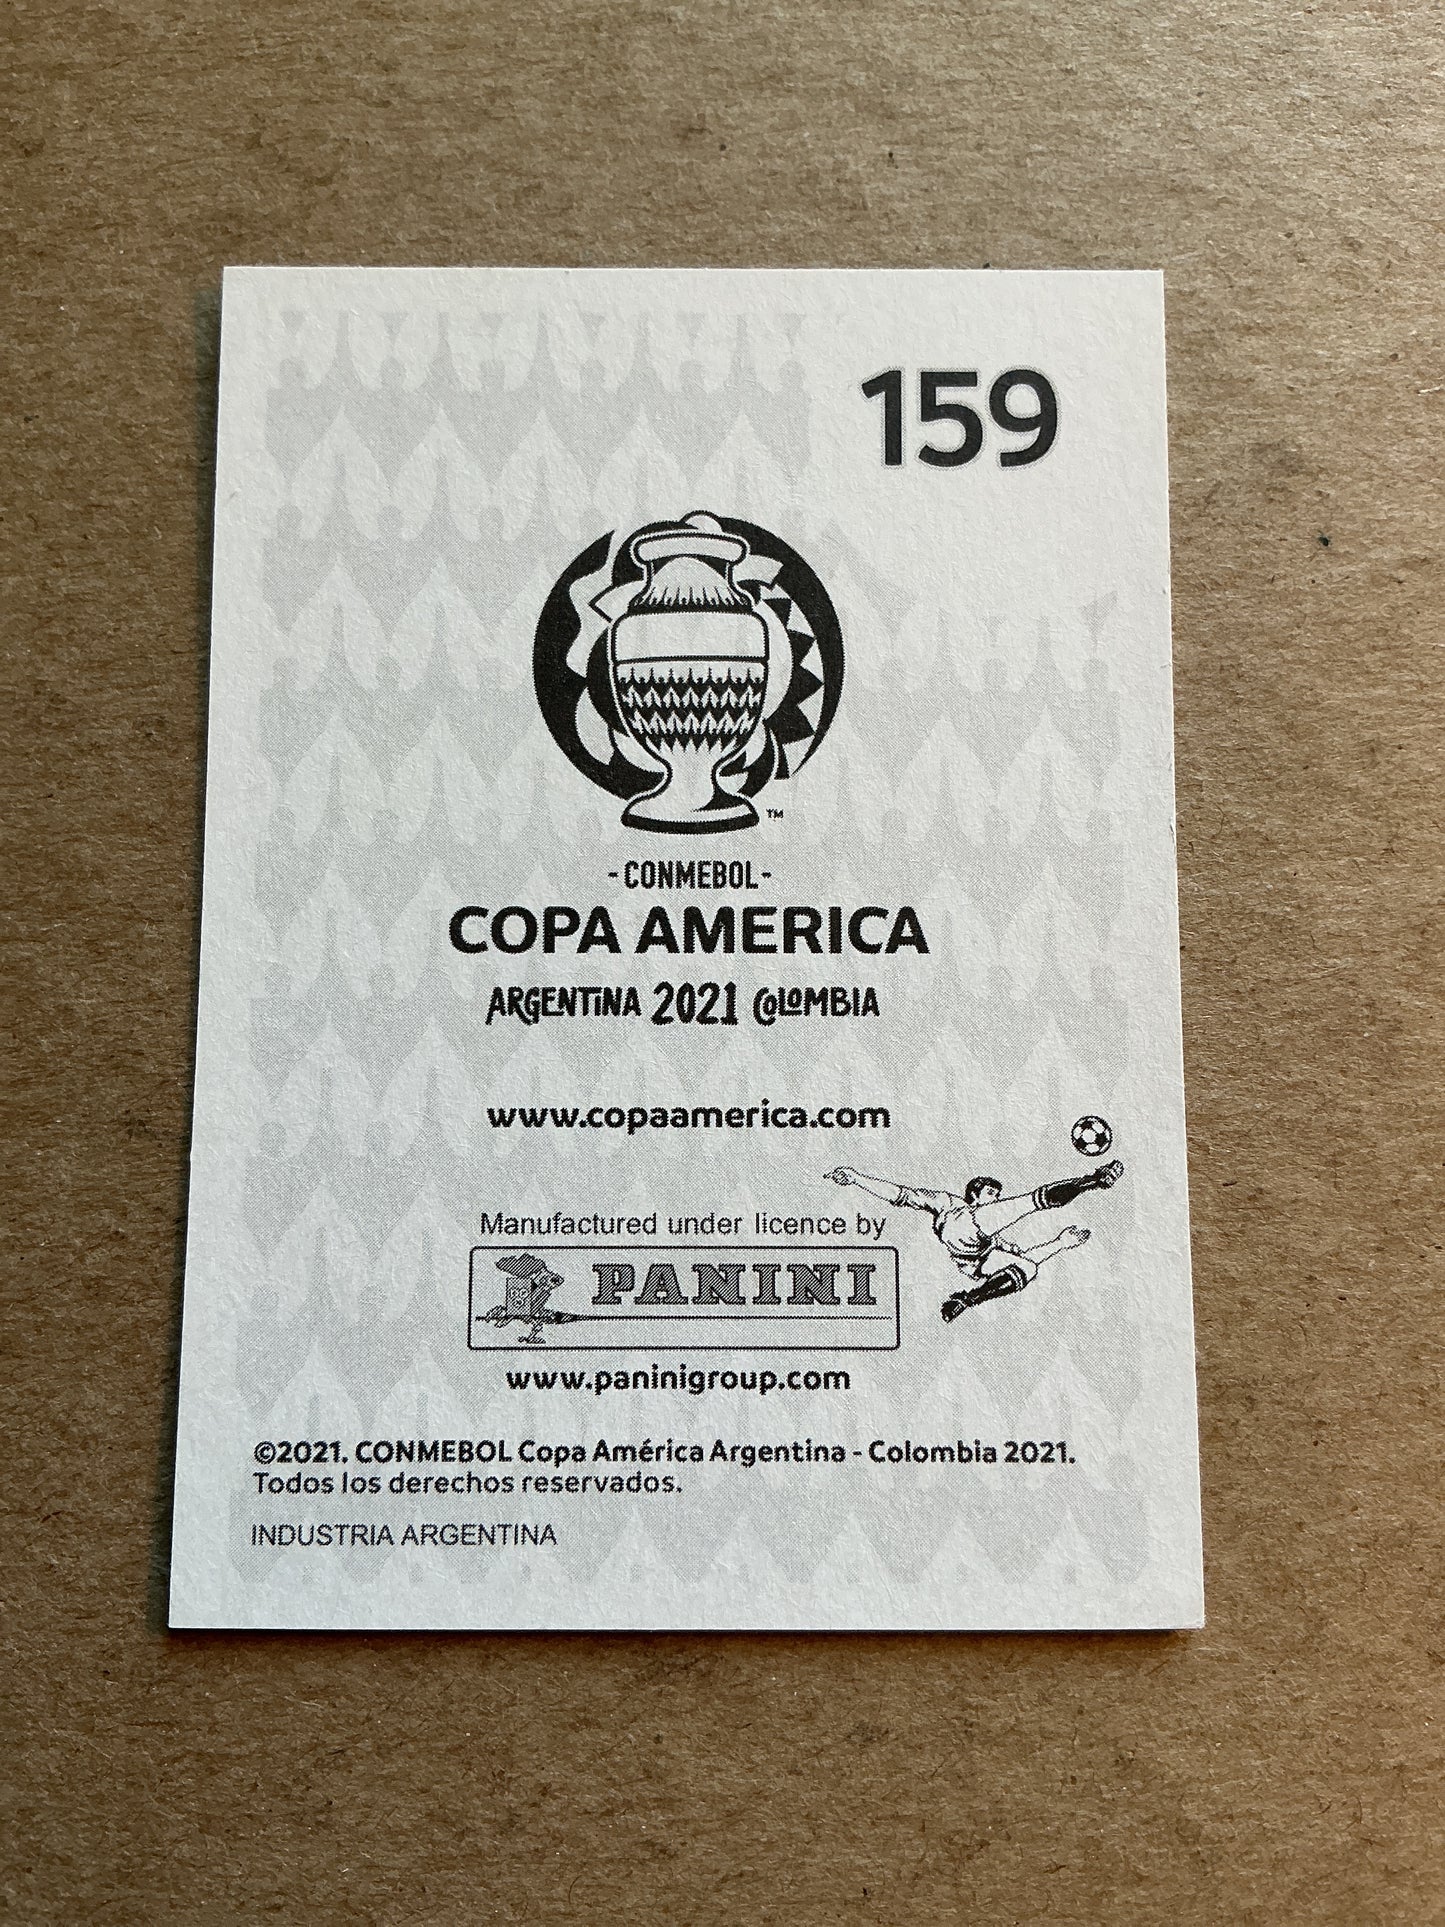 159
TM
- CONMEBOL -
COPA AMERICA
ARGENTINA 2021 COLOMBIA
www.copaamerica.com
Manufactured under licence by
PANINI
www.paninigroup.com
©2021. CONMEBOL Copa América Argentina - Colombia 2021.
Todos los derechos reservados.
INDUSTRIA ARGENTINA